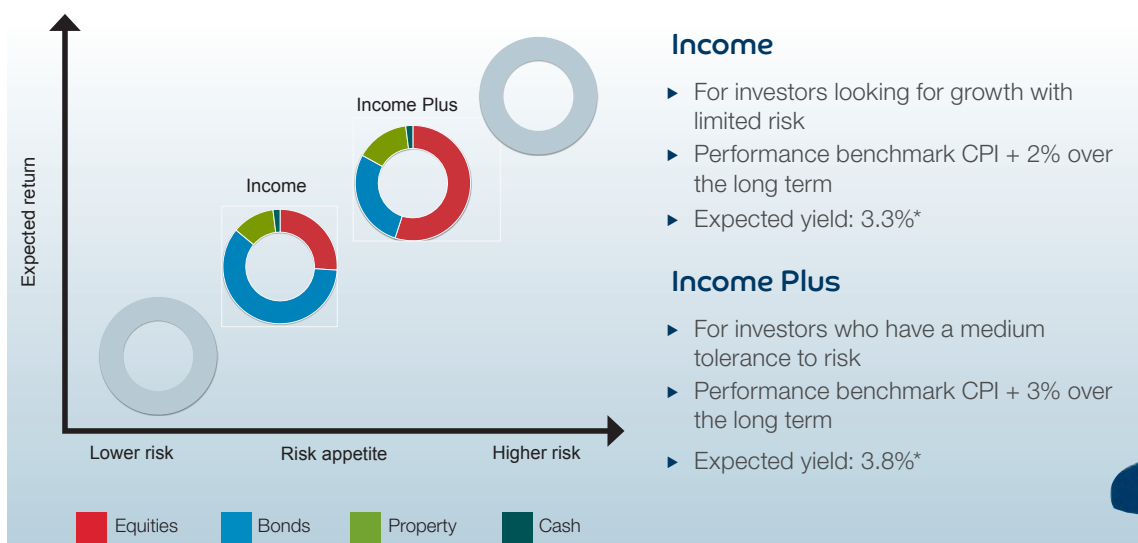 Expected return
Income Plus
Income
Lower risk
Risk appetite
Higher risk
Equities
Bonds
Property
Cash
Income
For investors looking for growth with
limited risk
Performance benchmark CPI + 2% over
the long term
Expected yield: 3.3%*
Income Plus
For investors who have a medium
tolerance to risk
Performance benchmark CPI + 3% over
the long term
Expected yield: 3.8%*